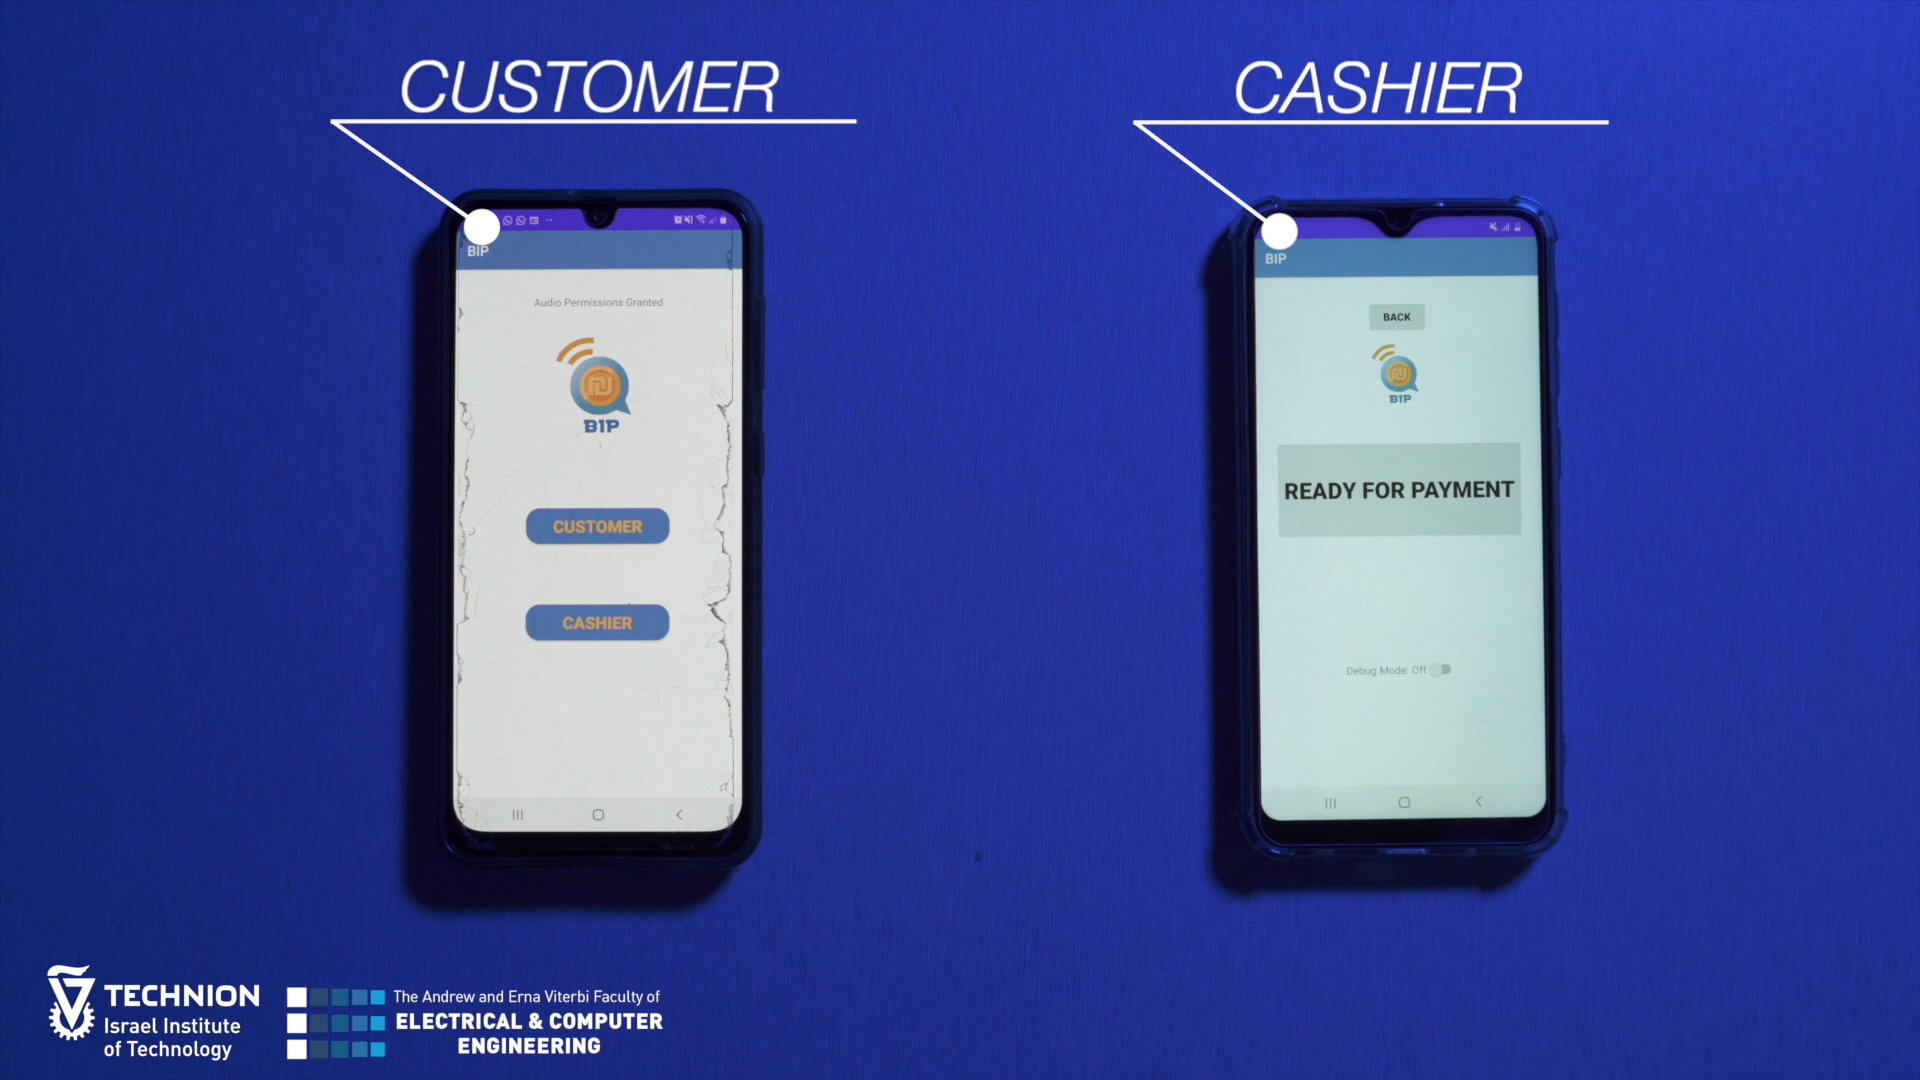 CUSTOMER
CASHIER
BIP
Audio Permissions Granted
BIP
CUSTOMER
CASHIER
BIP
BACK
BIP
READY FOR PAYMENT
Debug Mode: Off
TECHNION
Israel Institute
of Technology
The Andrew and Erna Viterbi Faculty of
ELECTRICAL & COMPUTER
ENGINEERING